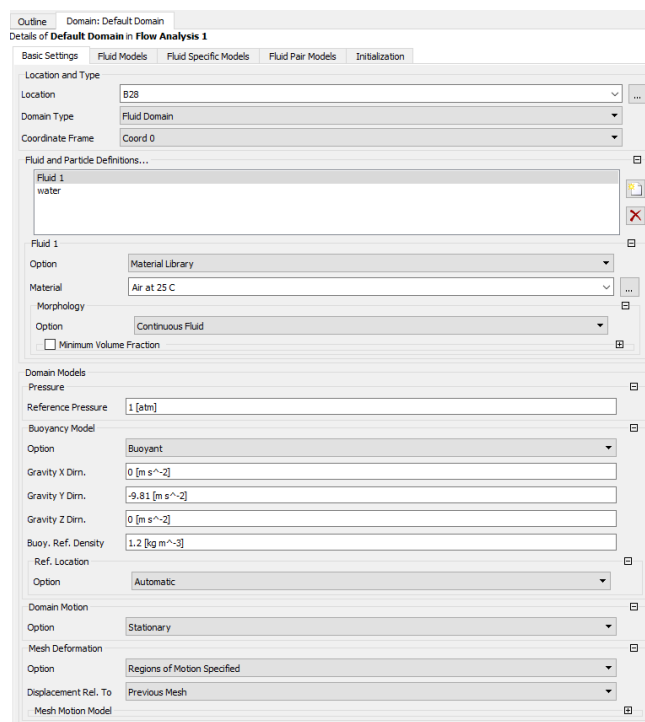 Outline Domain: Default Domain
Details of Default Domain in Flow Analysis 1
Basic Settings Fluid Models Fluid Specific Models Fluid Pair Models Initialization
Location and Type
Location B28 ...
Domain Type Fluid Domain
Coordinate Frame Coord 0
Fluid and Particle Definitions...
Fluid 1
water
Fluid 1
Option Material Library
Material Air at 25 C ...
Morphology
Option Continuous Fluid
Minimum Volume Fraction
Domain Models
Pressure
Reference Pressure 1 [atm]
Buoyancy Model
Option Buoyant
Gravity X Dirn. 0 [m s^-2]
Gravity Y Dirn. -9.81 [m s^-2]
Gravity Z Dirn. 0 [m s^-2]
Buoy. Ref. Density 1.2 [kg m^-3]
Ref. Location
Option Automatic
Domain Motion
Option Stationary
Mesh Deformation
Option Regions of Motion Specified
Displacement Rel. To Previous Mesh
Mesh Motion Model